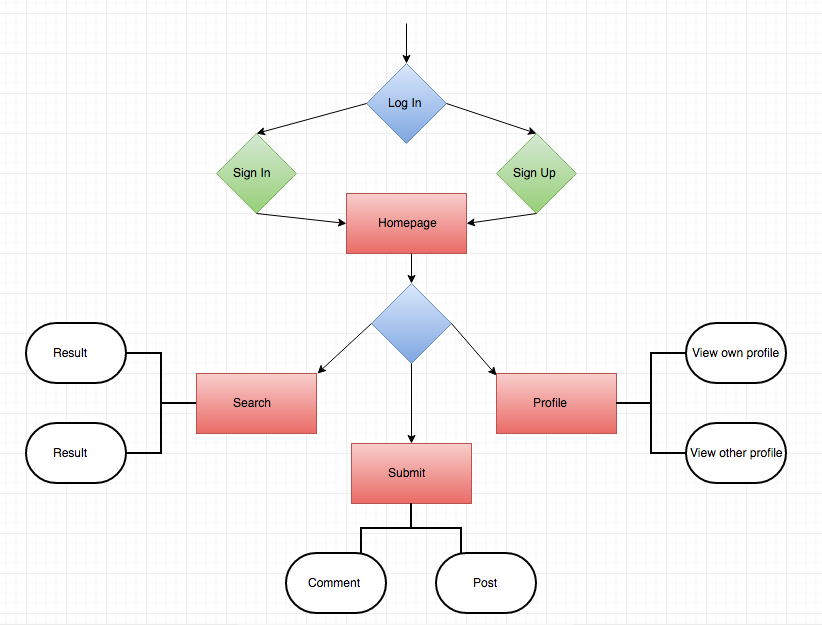 Log In
Sign In
Sign Up
Homepage
Result
View own profile
Search
Profile
Result
View other profile
Submit
Comment
Post